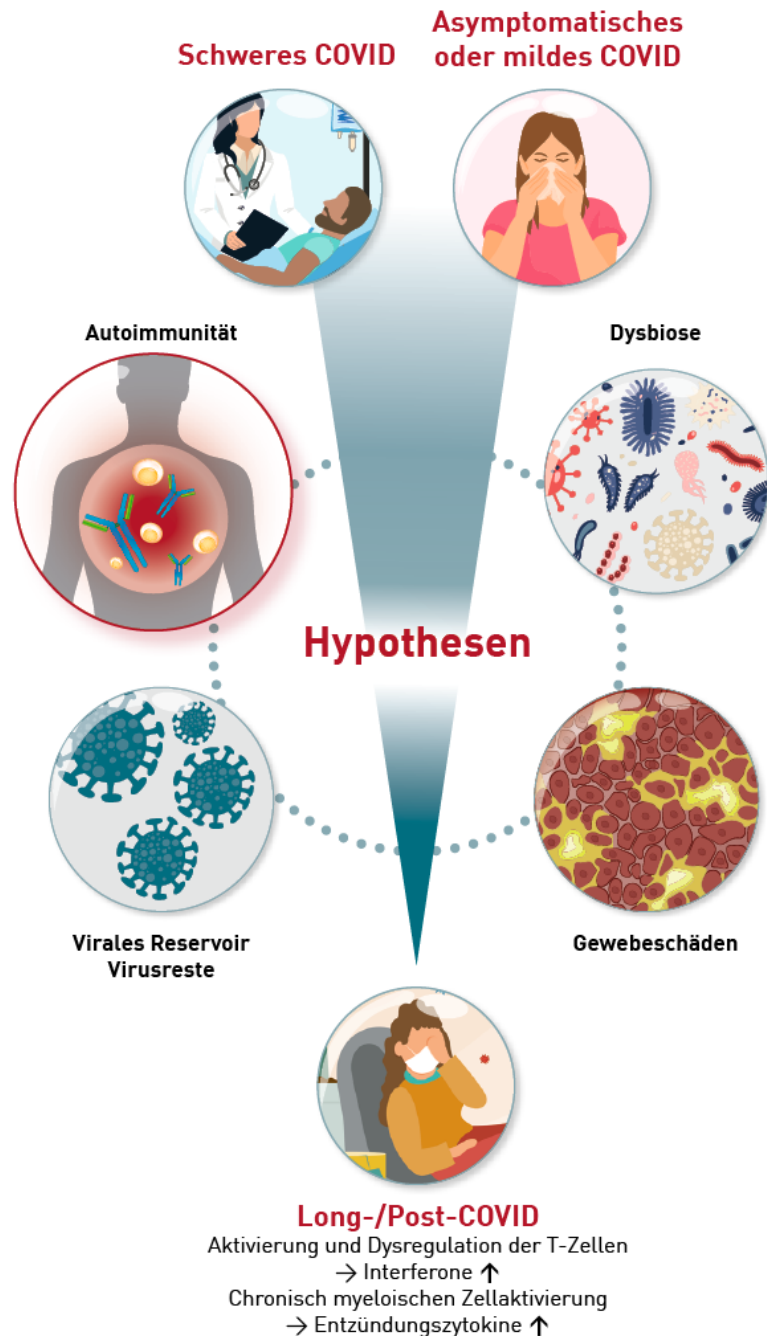 Schweres COVID
Asymptomatisches
oder mildes COVID
Autoimmunität
Dysbiose
Hypothesen
Virales Reservoir
Virusreste
Gewebeschäden
Long-/Post-COVID
Aktivierung und Dysregulation der T-Zellen
→ Interferone ↑
Chronisch myeloischen Zellaktivierung
→ Entzündungszytokine ↑